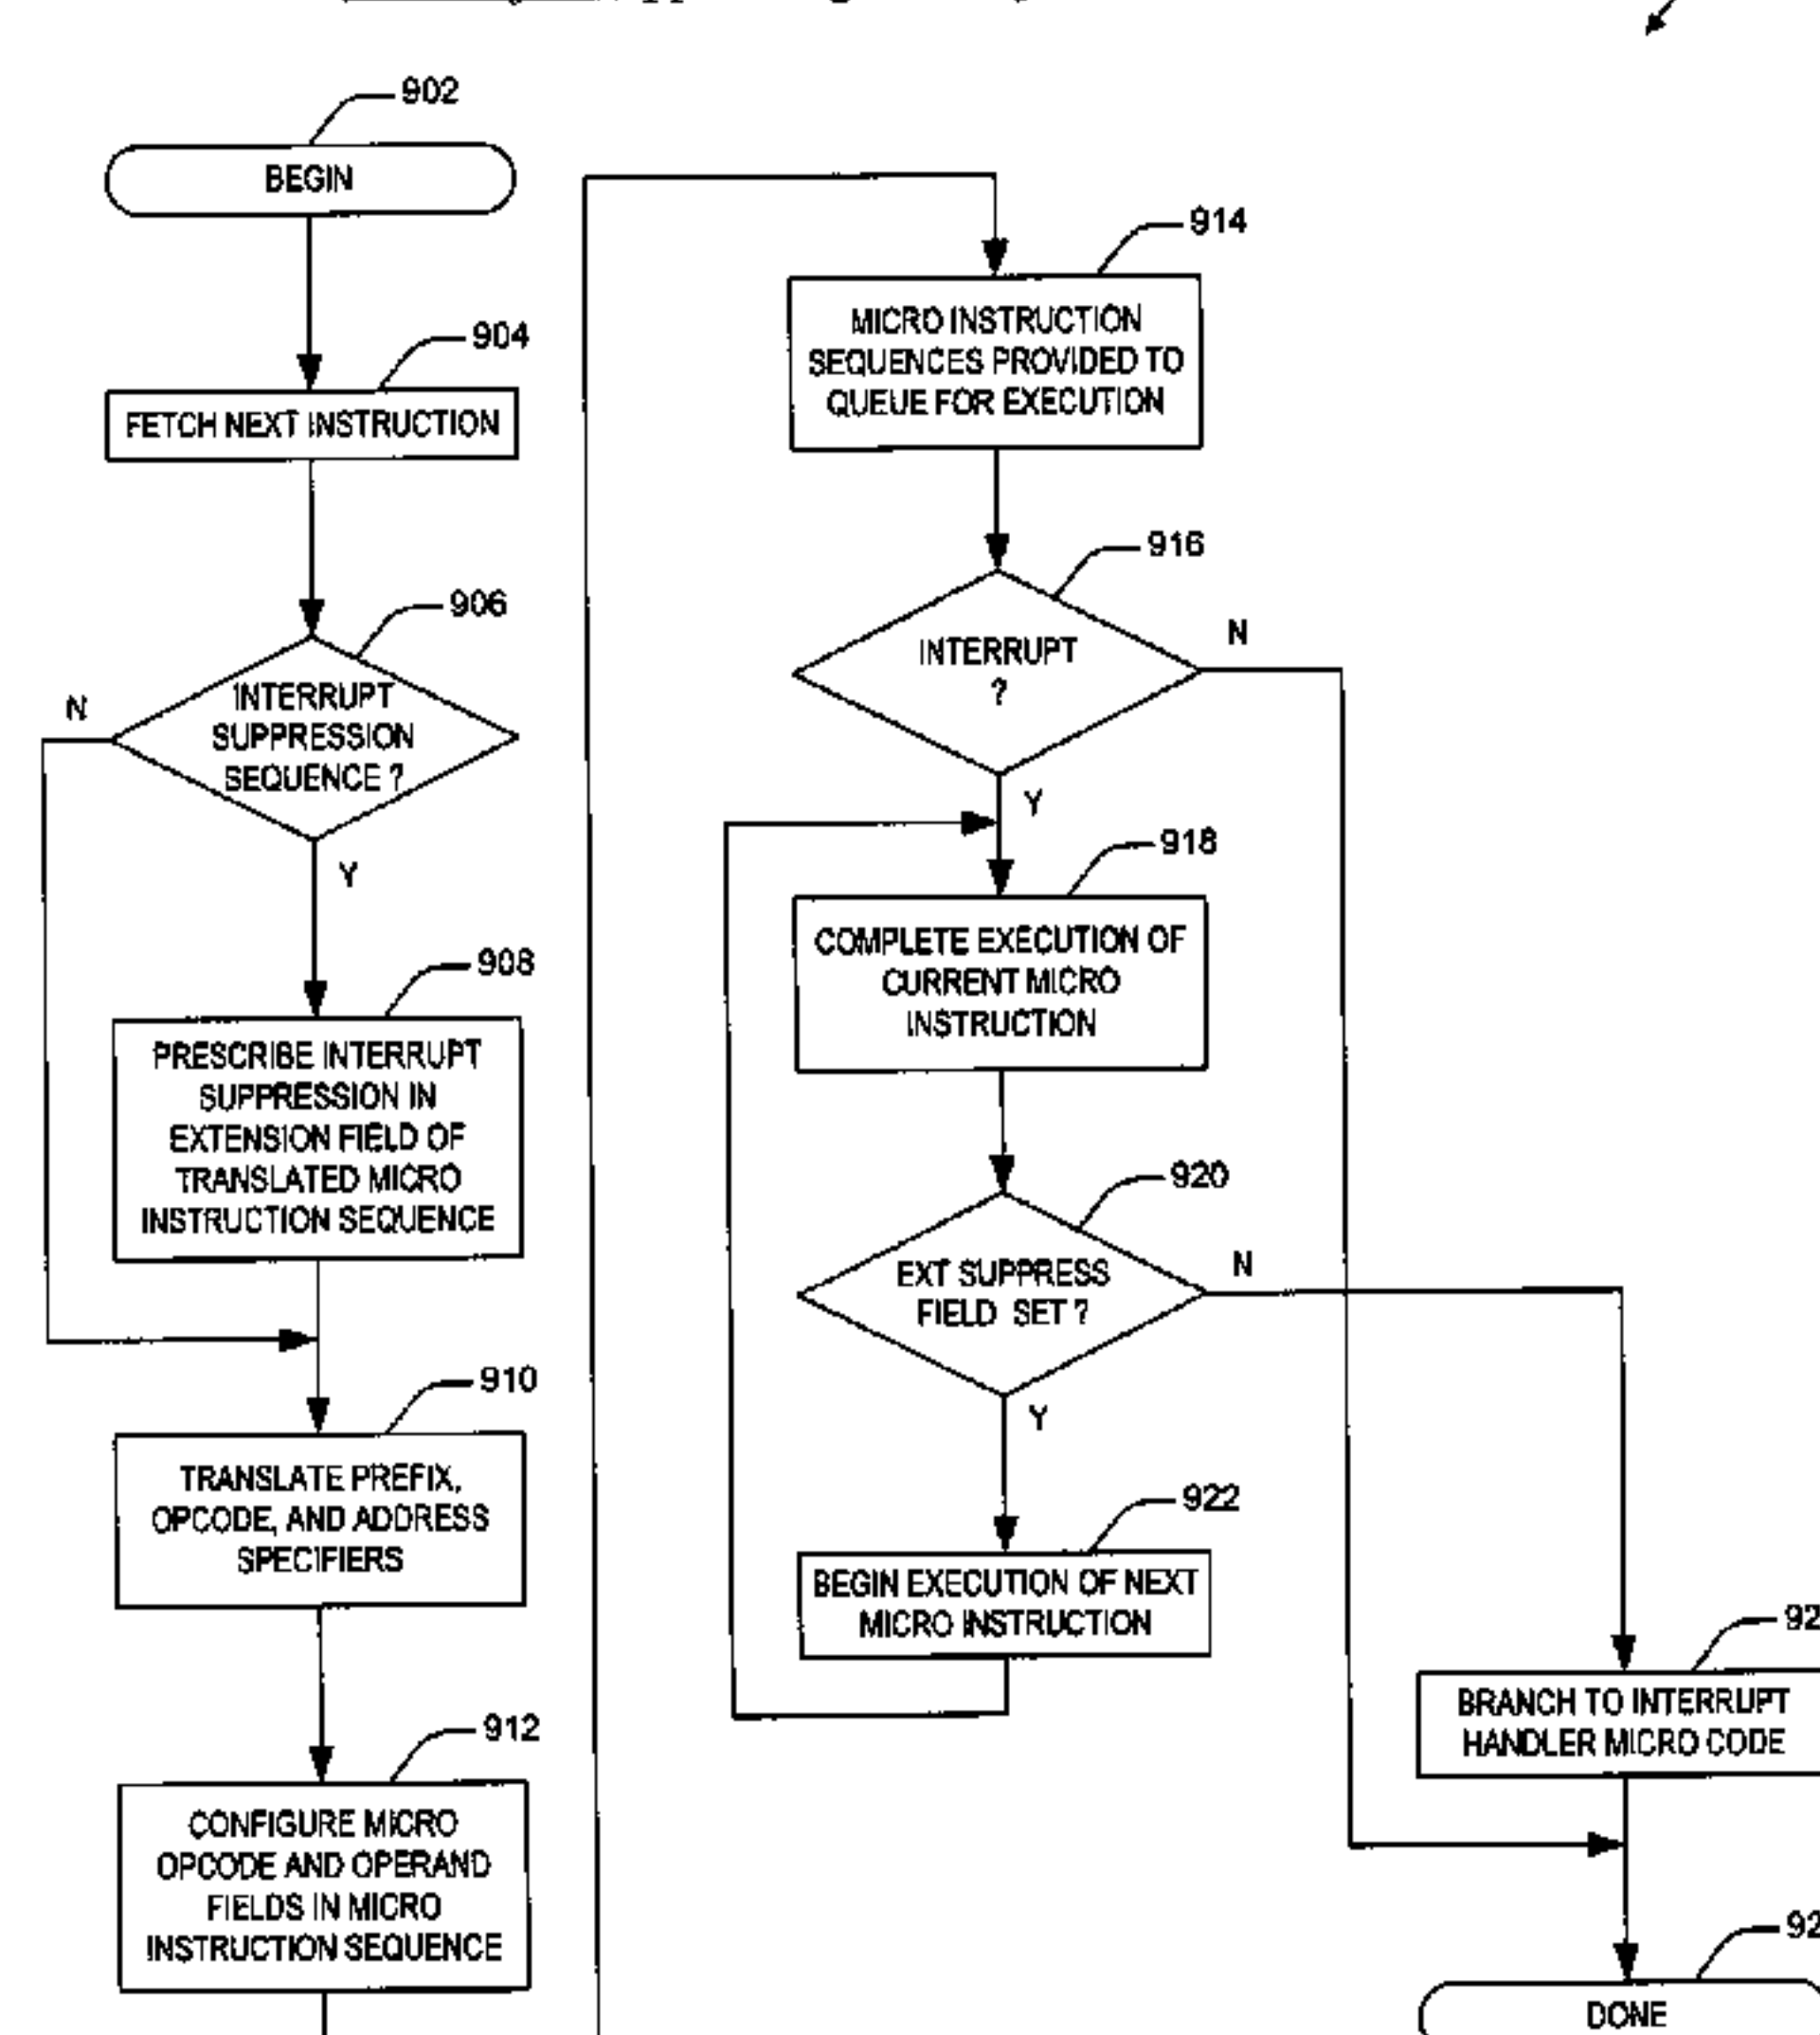 902
BEGIN
904
FETCH NEXT INSTRUCTION
906
N
INTERRUPT
SUPPRESSION
SEQUENCE ?
Y
908
PRESCRIBE INTERRUPT
SUPPRESSION IN
EXTENSION FIELD OF
TRANSLATED MICRO
INSTRUCTION SEQUENCE
910
TRANSLATE PREFIX,
OPCODE, AND ADDRESS
SPECIFIERS
912
CONFIGURE MICRO
OPCODE AND OPERAND
FIELDS IN MICRO
INSTRUCTION SEQUENCE
914
MICRO INSTRUCTION
SEQUENCES PROVIDED TO
QUEUE FOR EXECUTION
916
INTERRUPT
?
N
Y
918
COMPLETE EXECUTION OF
CURRENT MICRO
INSTRUCTION
920
EXT SUPPRESS
FIELD SET ?
N
Y
922
BEGIN EXECUTION OF NEXT
MICRO INSTRUCTION
BRANCH TO INTERRUPT
HANDLER MICRO CODE
DONE